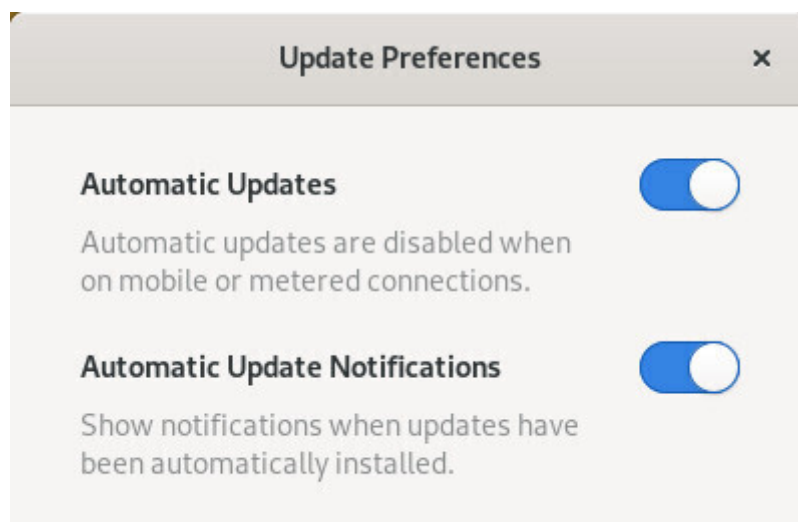 Update Preferences
Automatic Updates
Automatic updates are disabled when
on mobile or metered connections.
Automatic Update Notifications
Show notifications when updates have
been automatically installed.